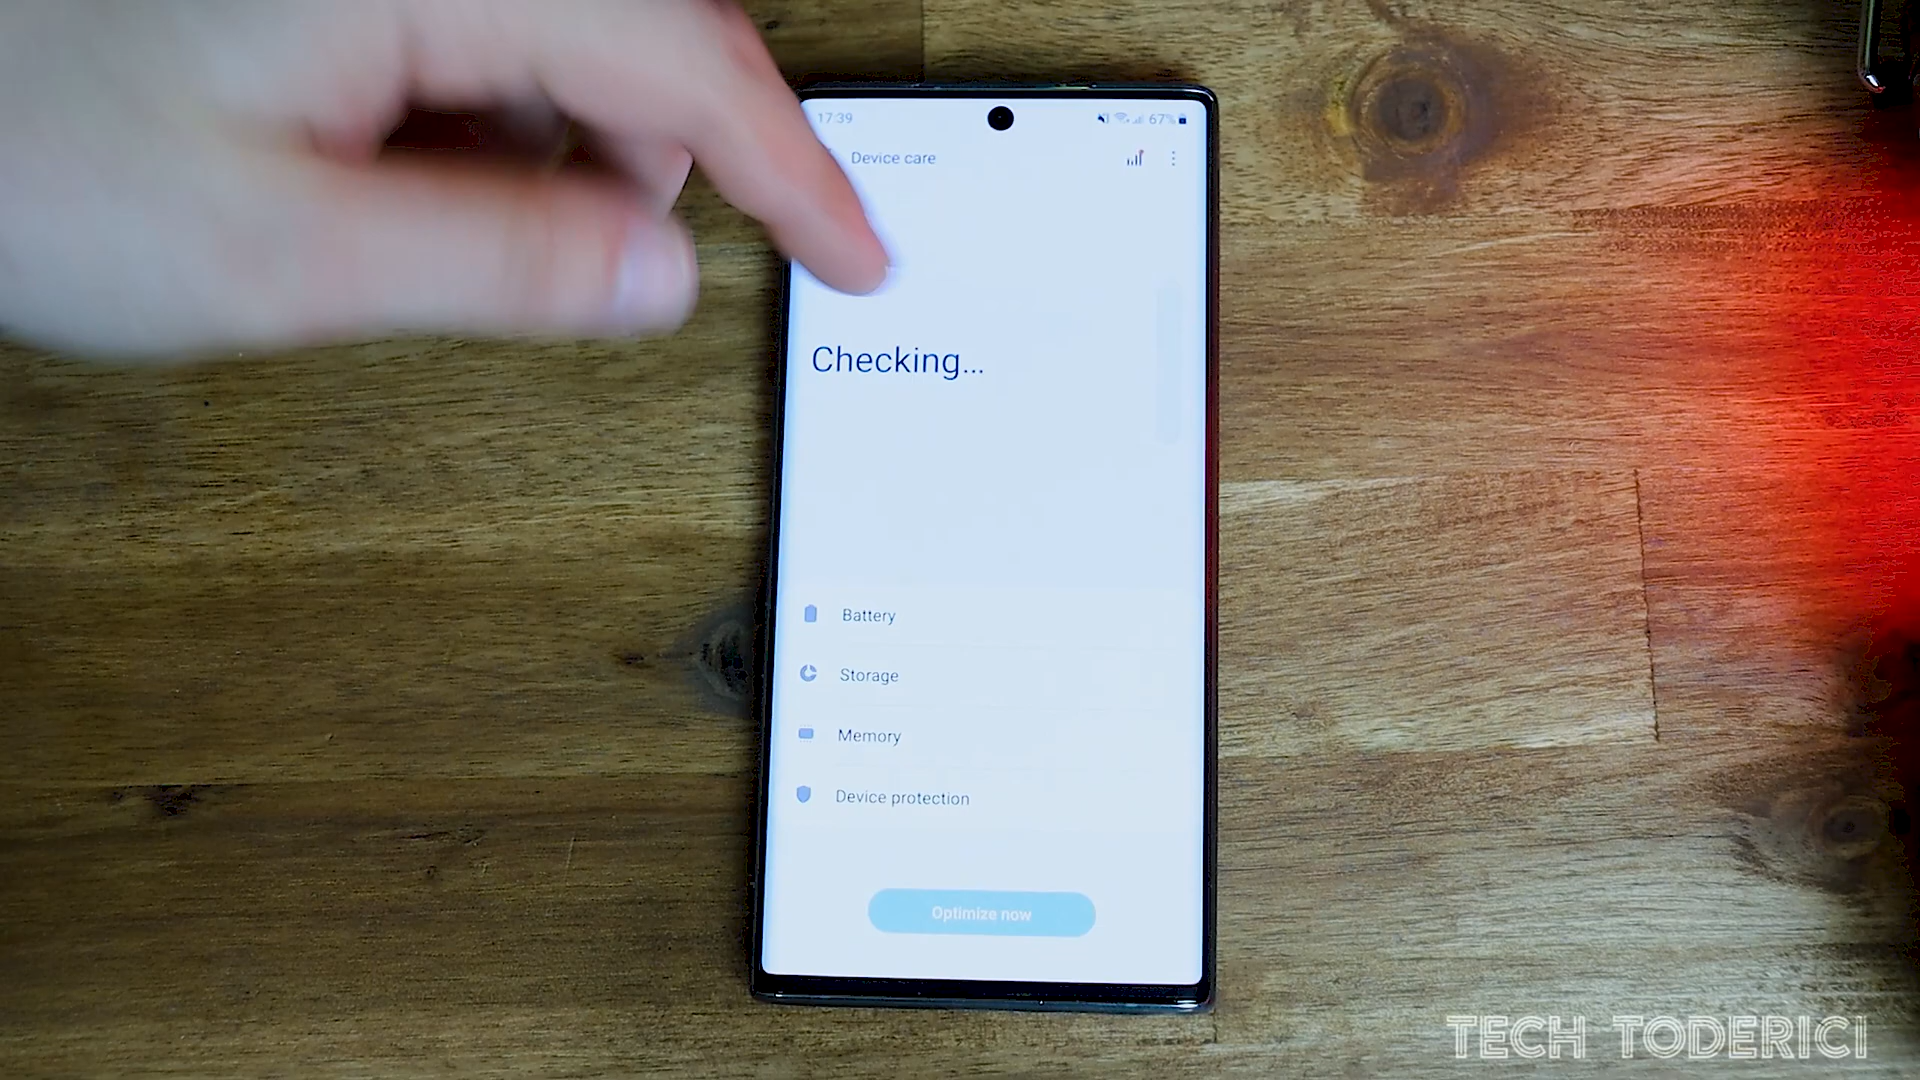 17:39
67%
Device care
Checking...
Battery
Storage
Memory
Device protection
Optimize now
TECH TODERICI